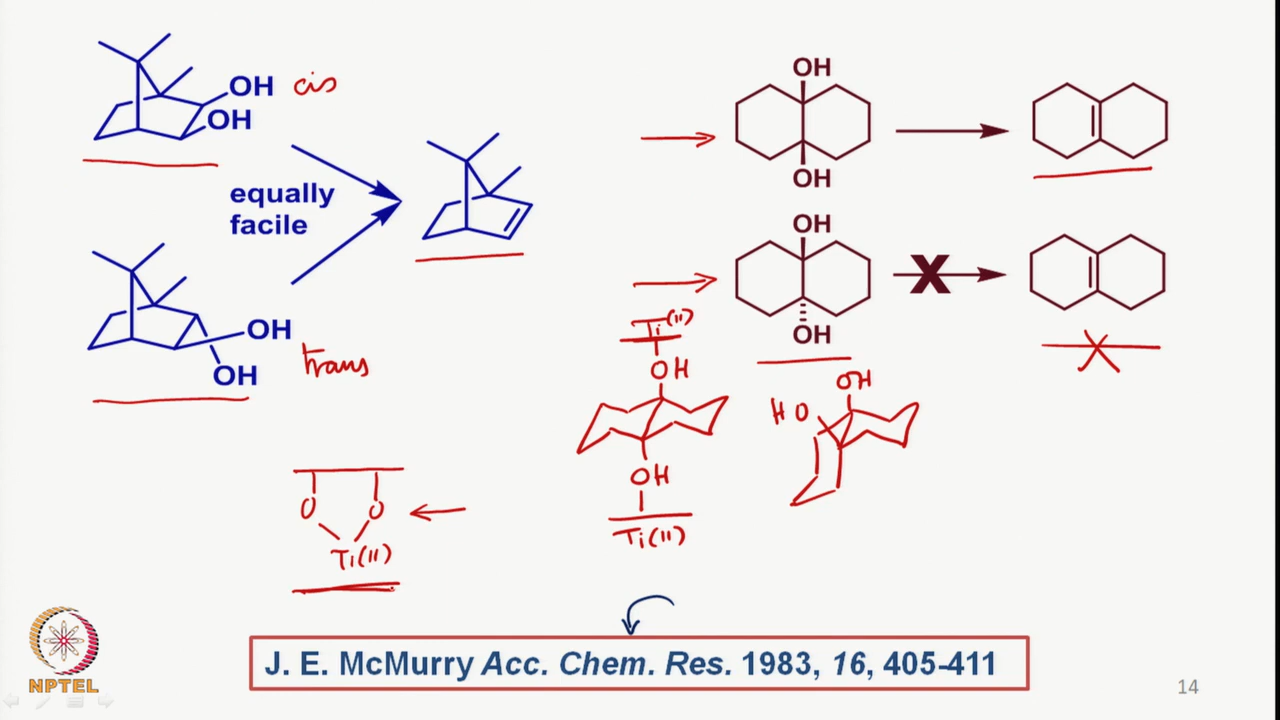 OH cis
OH
equally
facile
OH
OH
trans
OH
OH
OH
OH
Ti(II)
OH
OH
Ti(II)
OH
HO
O O
Ti(II)
J. E. McMurry Acc. Chem. Res. 1983, 16, 405-411
NPTEL
14